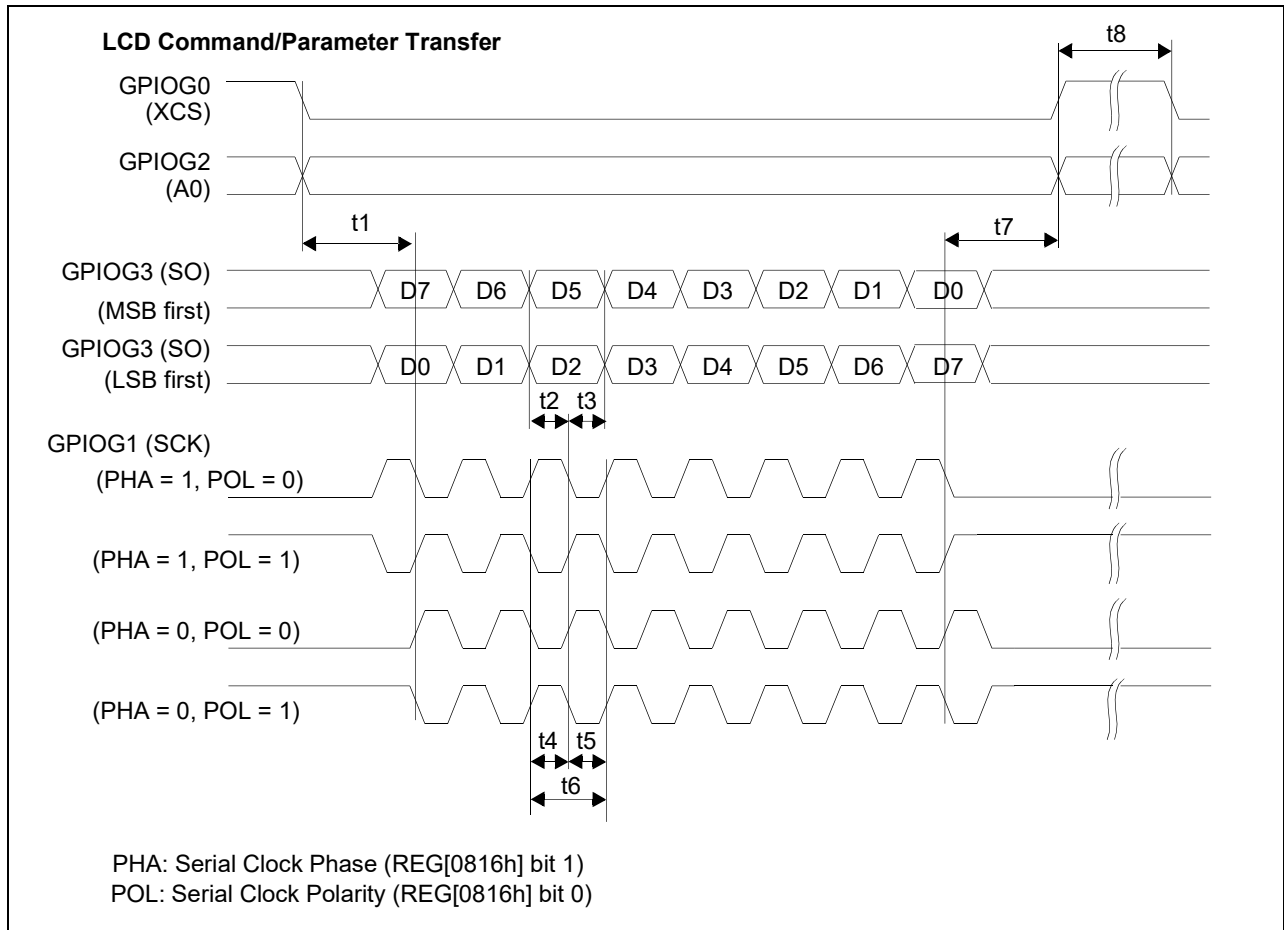 LCD Command/Parameter Transfer
t8
GPIOG0
(XCS)
GPIOG2
(A0)
t1
t7
GPIOG3 (SO)
(MSB first)
D7 D6 D5 D4 D3 D2 D1 D0
GPIOG3 (SO)
(LSB first)
D0 D1 D2 D3 D4 D5 D6 D7
t2 t3
GPIOG1 (SCK)
(PHA = 1, POL = 0)
(PHA = 1, POL = 1)
(PHA = 0, POL = 0)
(PHA = 0, POL = 1)
t4 t5
t6
PHA: Serial Clock Phase (REG[0816h] bit 1)
POL: Serial Clock Polarity (REG[0816h] bit 0)